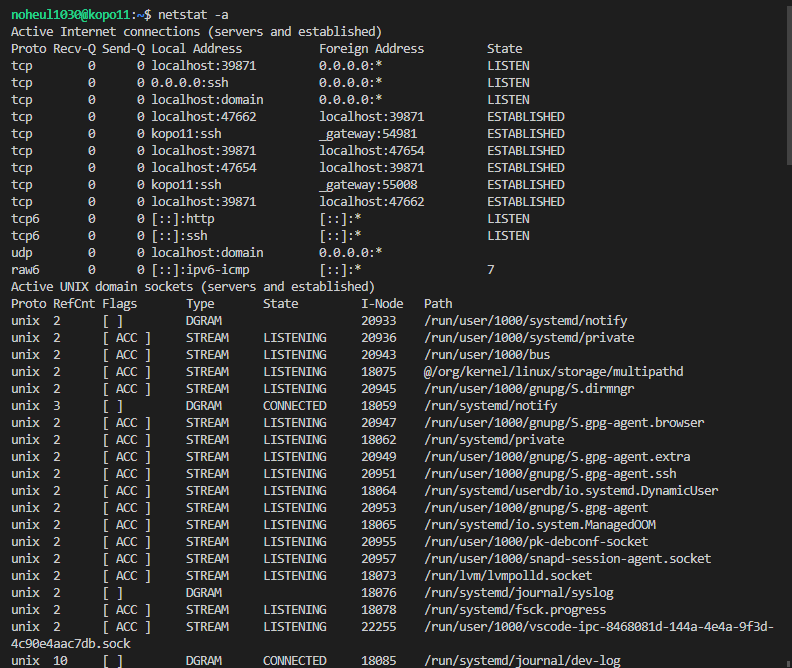 noheul1030@kopo11:~$ netstat -a
Active Internet connections (servers and established)
Proto Recv-Q Send-Q Local Address           Foreign Address         State
tcp        0      0 localhost:39871         0.0.0.0:*               LISTEN
tcp        0      0 0.0.0.0:ssh             0.0.0.0:*               LISTEN
tcp        0      0 localhost:domain        0.0.0.0:*               LISTEN
tcp        0      0 localhost:47662         localhost:39871         ESTABLISHED
tcp        0      0 kopo11:ssh              _gateway:54981          ESTABLISHED
tcp        0      0 localhost:39871         localhost:47654         ESTABLISHED
tcp        0      0 localhost:47654         localhost:39871         ESTABLISHED
tcp        0      0 kopo11:ssh              _gateway:55008          ESTABLISHED
tcp        0      0 localhost:39871         localhost:47662         ESTABLISHED
tcp6       0      0 [::]:http               [::]:*                  LISTEN
tcp6       0      0 [::]:ssh                [::]:*                  LISTEN
udp        0      0 localhost:domain        0.0.0.0:*
raw6       0      0 [::]:ipv6-icmp          [::]:*                  7
Active UNIX domain sockets (servers and established)
Proto RefCnt Flags       Type       State         I-Node   Path
unix  2      [ ]         DGRAM                    20933    /run/user/1000/systemd/notify
unix  2      [ ACC ]     STREAM     LISTENING     20936    /run/user/1000/systemd/private
unix  2      [ ACC ]     STREAM     LISTENING     20943    /run/user/1000/bus
unix  2      [ ACC ]     STREAM     LISTENING     18075    @/org/kernel/linux/storage/multipathd
unix  2      [ ACC ]     STREAM     LISTENING     20945    /run/user/1000/gnupg/S.dirmngr
unix  3      [ ]         DGRAM      CONNECTED     18059    /run/systemd/notify
unix  2      [ ACC ]     STREAM     LISTENING     20947    /run/user/1000/gnupg/S.gpg-agent.browser
unix  2      [ ACC ]     STREAM     LISTENING     18062    /run/systemd/private
unix  2      [ ACC ]     STREAM     LISTENING     20949    /run/user/1000/gnupg/S.gpg-agent.extra
unix  2      [ ACC ]     STREAM     LISTENING     20951    /run/user/1000/gnupg/S.gpg-agent.ssh
unix  2      [ ACC ]     STREAM     LISTENING     18064    /run/systemd/userdb/io.systemd.DynamicUser
unix  2      [ ACC ]     STREAM     LISTENING     20953    /run/user/1000/gnupg/S.gpg-agent
unix  2      [ ACC ]     STREAM     LISTENING     18065    /run/systemd/io.system.ManagedOOM
unix  2      [ ACC ]     STREAM     LISTENING     20955    /run/user/1000/pk-debconf-socket
unix  2      [ ACC ]     STREAM     LISTENING     20957    /run/user/1000/snapd-session-agent.socket
unix  2      [ ACC ]     STREAM     LISTENING     18073    /run/lvm/lvmpolld.socket
unix  2      [ ]         DGRAM                    18076    /run/systemd/journal/syslog
unix  2      [ ACC ]     STREAM     LISTENING     18078    /run/systemd/fsck.progress
unix  2      [ ACC ]     STREAM     LISTENING     22255    /run/user/1000/vscode-ipc-8468081d-144a-4e4a-9f3d-
4c90e4aac7db.sock
unix  10     [ ]         DGRAM      CONNECTED     18085    /run/systemd/journal/dev-log